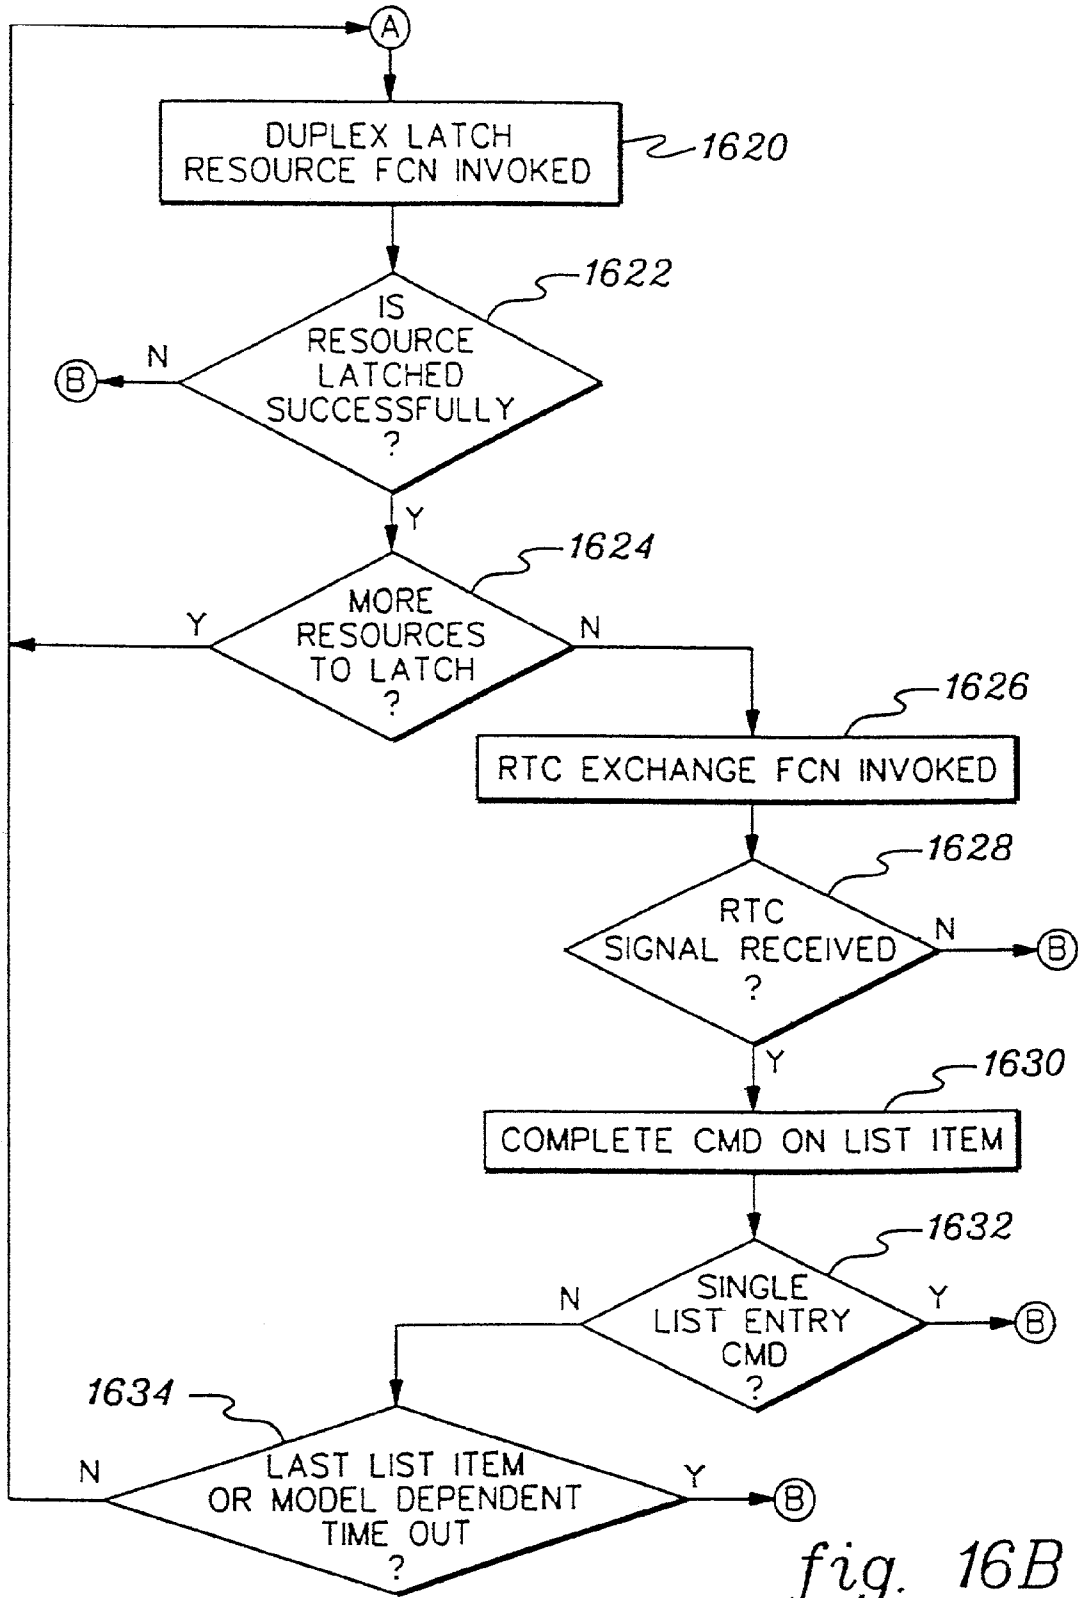 A
DUPLEX LATCH
RESOURCE FCN INVOKED
1620
1622
IS
RESOURCE
LATCHED
SUCCESSFULLY
?
N
B
Y
1624
MORE
RESOURCES
TO LATCH
?
Y
N
1626
RTC EXCHANGE FCN INVOKED
1628
RTC
SIGNAL RECEIVED
?
N
B
Y
1630
COMPLETE CMD ON LIST ITEM
1632
SINGLE
LIST ENTRY
CMD
?
N
Y
B
1634
LAST LIST ITEM
OR MODEL DEPENDENT
TIME OUT
?
N
Y
B
fig. 16B